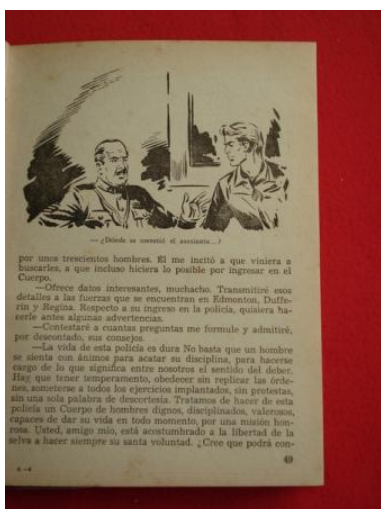 — ¿Dónde se cometió el asesinato...?
por unos trescientos hombres. Él me incitó a que viniera a
buscarles, a que incluso hiciera lo posible por ingresar en el
Cuerpo.
—Ofrece datos interesantes, muchacho. Transmitiré esos
detalles a las fuerzas que se encuentran en Edmonton, Duffe-
rin y Regina. Respecto a su ingreso en la policía, quisiera ha-
cerle antes algunas advertencias.
—Contestaré a cuantas preguntas me formule y admitiré,
por descontado, sus consejos.
—La vida de esta policía es dura No basta que un hombre
se sienta con ánimos para acatar su disciplina, para hacerse
cargo de lo que significa entre nosotros el sentido del deber.
Hay que tener temperamento, obedecer sin replicar las órde-
nes, someterse a todos los ejercicios implantados, sin protestas,
sin una sola palabra de descortesía. Tratamos de hacer de esta
policía un Cuerpo de hombres dignos, disciplinados, valerosos,
capaces de dar su vida en todo momento, por una misión hon-
rosa. Usted, amigo mío, está acostumbrado a la libertad de la
selva a hacer siempre su santa voluntad. ¿Cree que podrá con-
49
4 —4